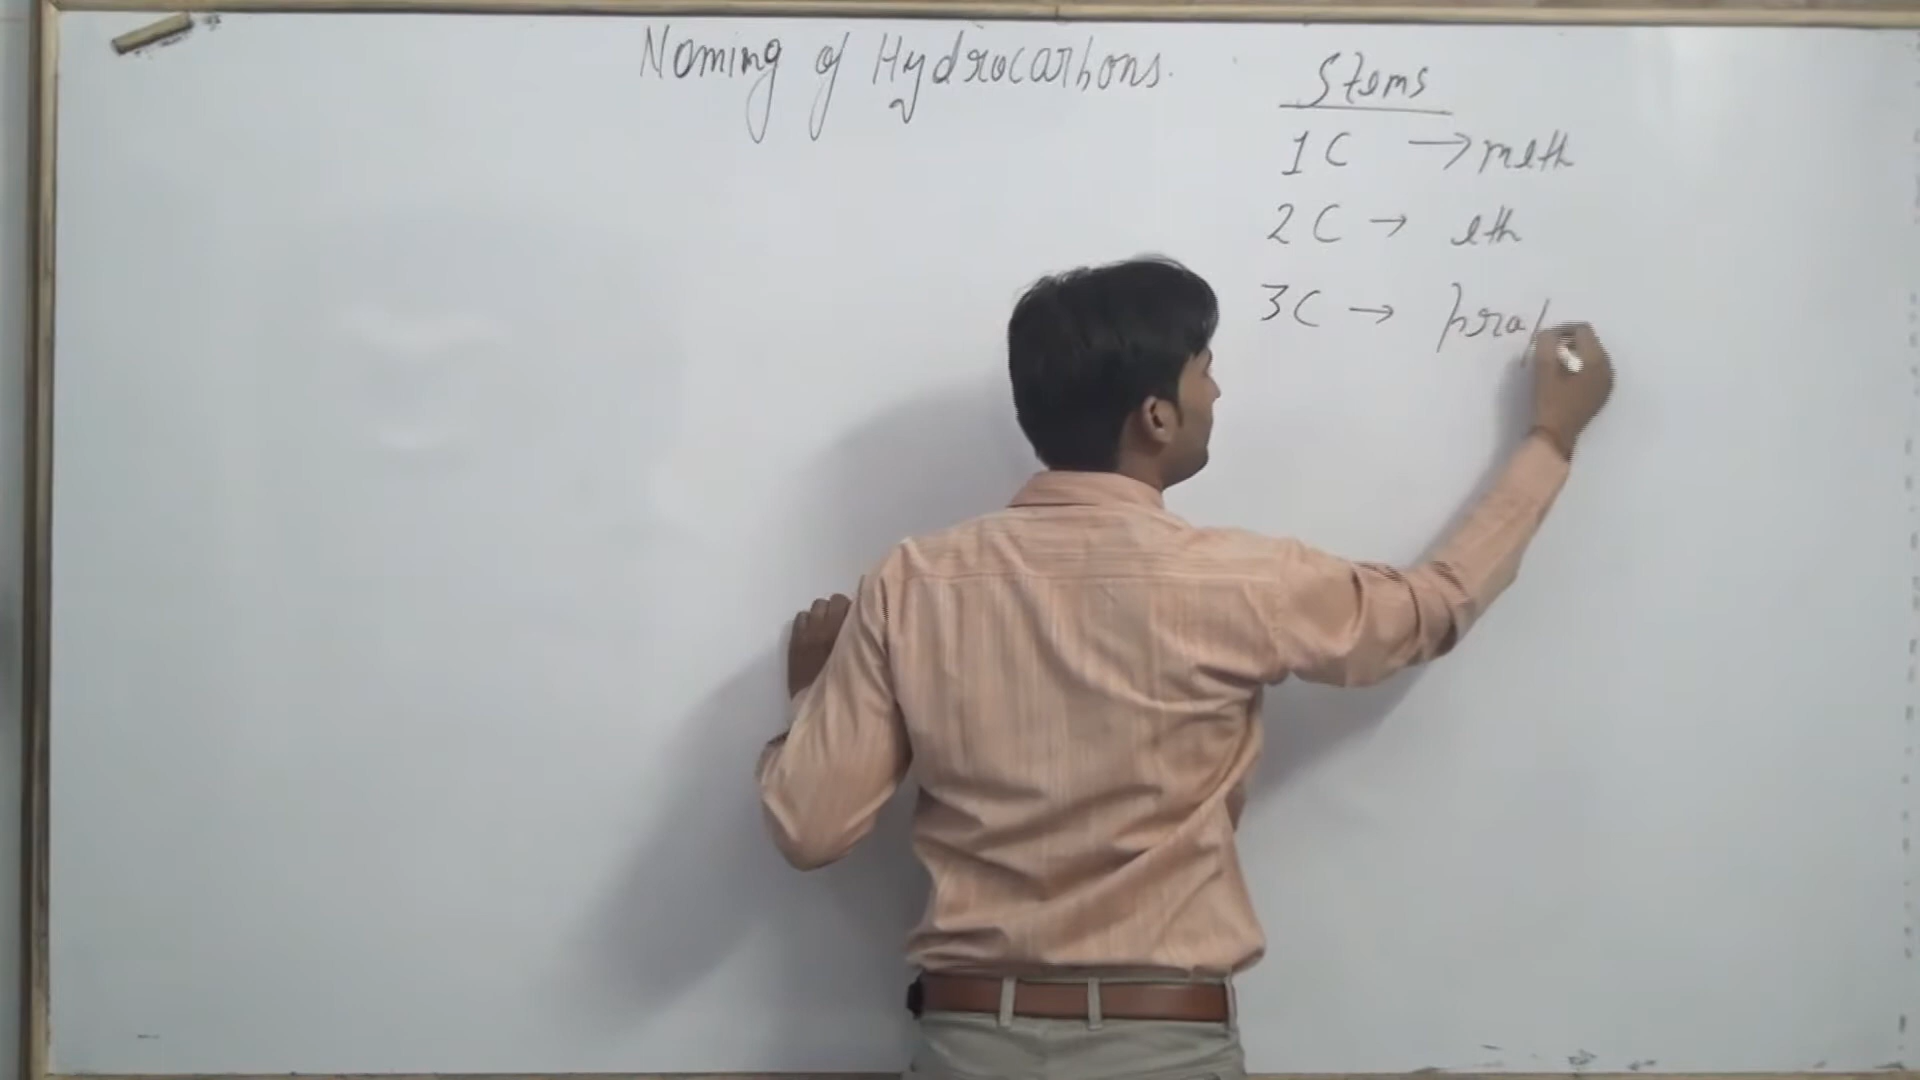 Naming of Hydrocarbons.
Stems
1C → meth
2C → eth
3C → prop